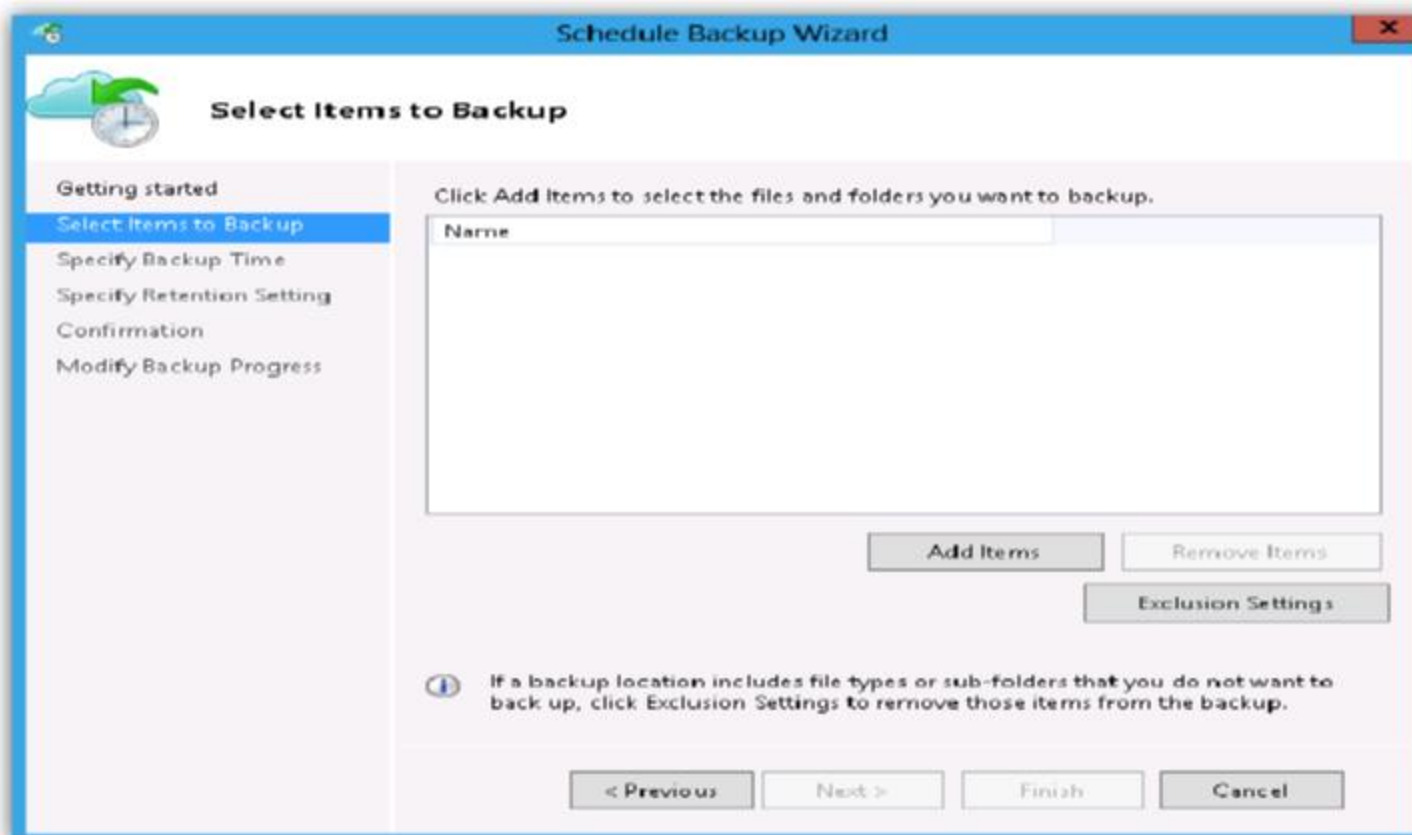 Schedule Backup Wizard
Select Items to Backup
Getting started
Select Items to Backup
Specify Backup Time
Specify Retention Setting
Confirmation
Modify Backup Progress
Click Add Items to select the files and folders you want to backup.
Name
Add Items
Remove Items
Exclusion Settings
If a backup location includes file types or sub-folders that you do not want to
back up, click Exclusion Settings to remove those items from the backup.
< Previous
Next >
Finish
Cancel